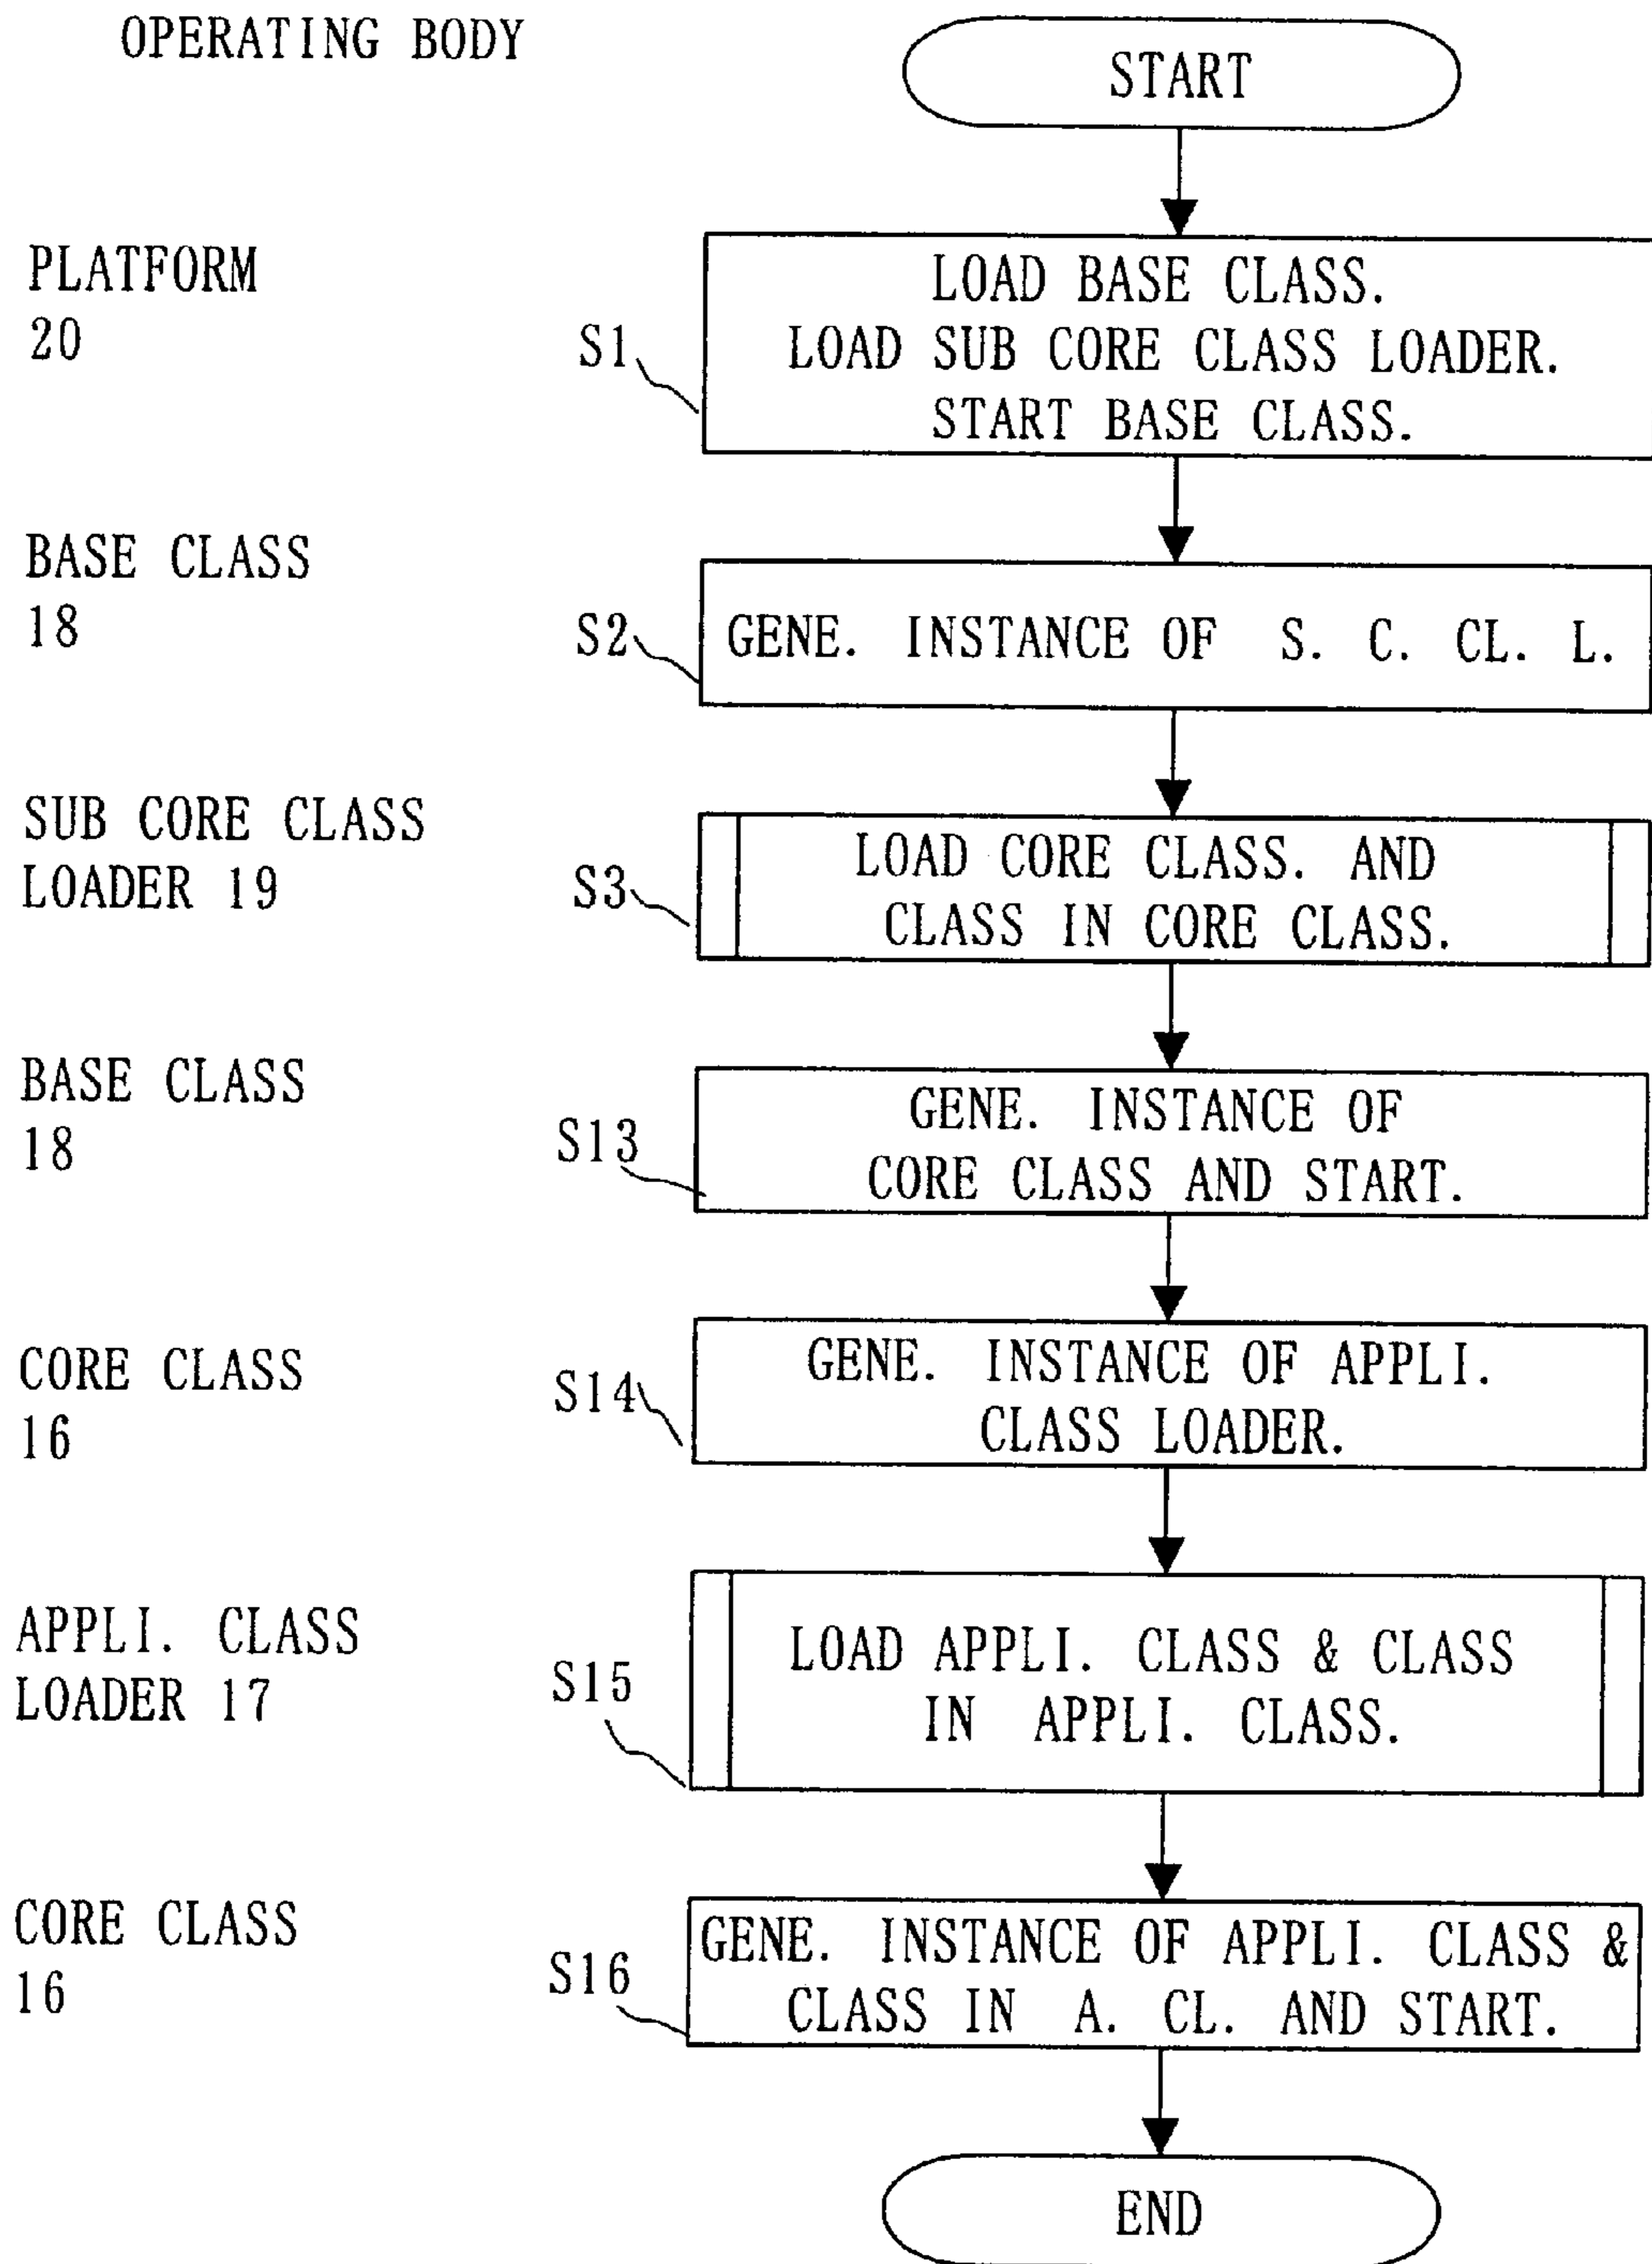 OPERATING BODY
START
PLATFORM
20
S1
LOAD BASE CLASS.
LOAD SUB CORE CLASS LOADER.
START BASE CLASS.
BASE CLASS
18
S2
GENE. INSTANCE OF S. C. CL. L.
SUB CORE CLASS
LOADER 19
S3
LOAD CORE CLASS. AND
CLASS IN CORE CLASS.
BASE CLASS
18
S13
GENE. INSTANCE OF
CORE CLASS AND START.
CORE CLASS
16
S14
GENE. INSTANCE OF APPLI.
CLASS LOADER.
APPLI. CLASS
LOADER 17
S15
LOAD APPLI. CLASS & CLASS
IN APPLI. CLASS.
CORE CLASS
16
S16
GENE. INSTANCE OF APPLI. CLASS &
CLASS IN A. CL. AND START.
END